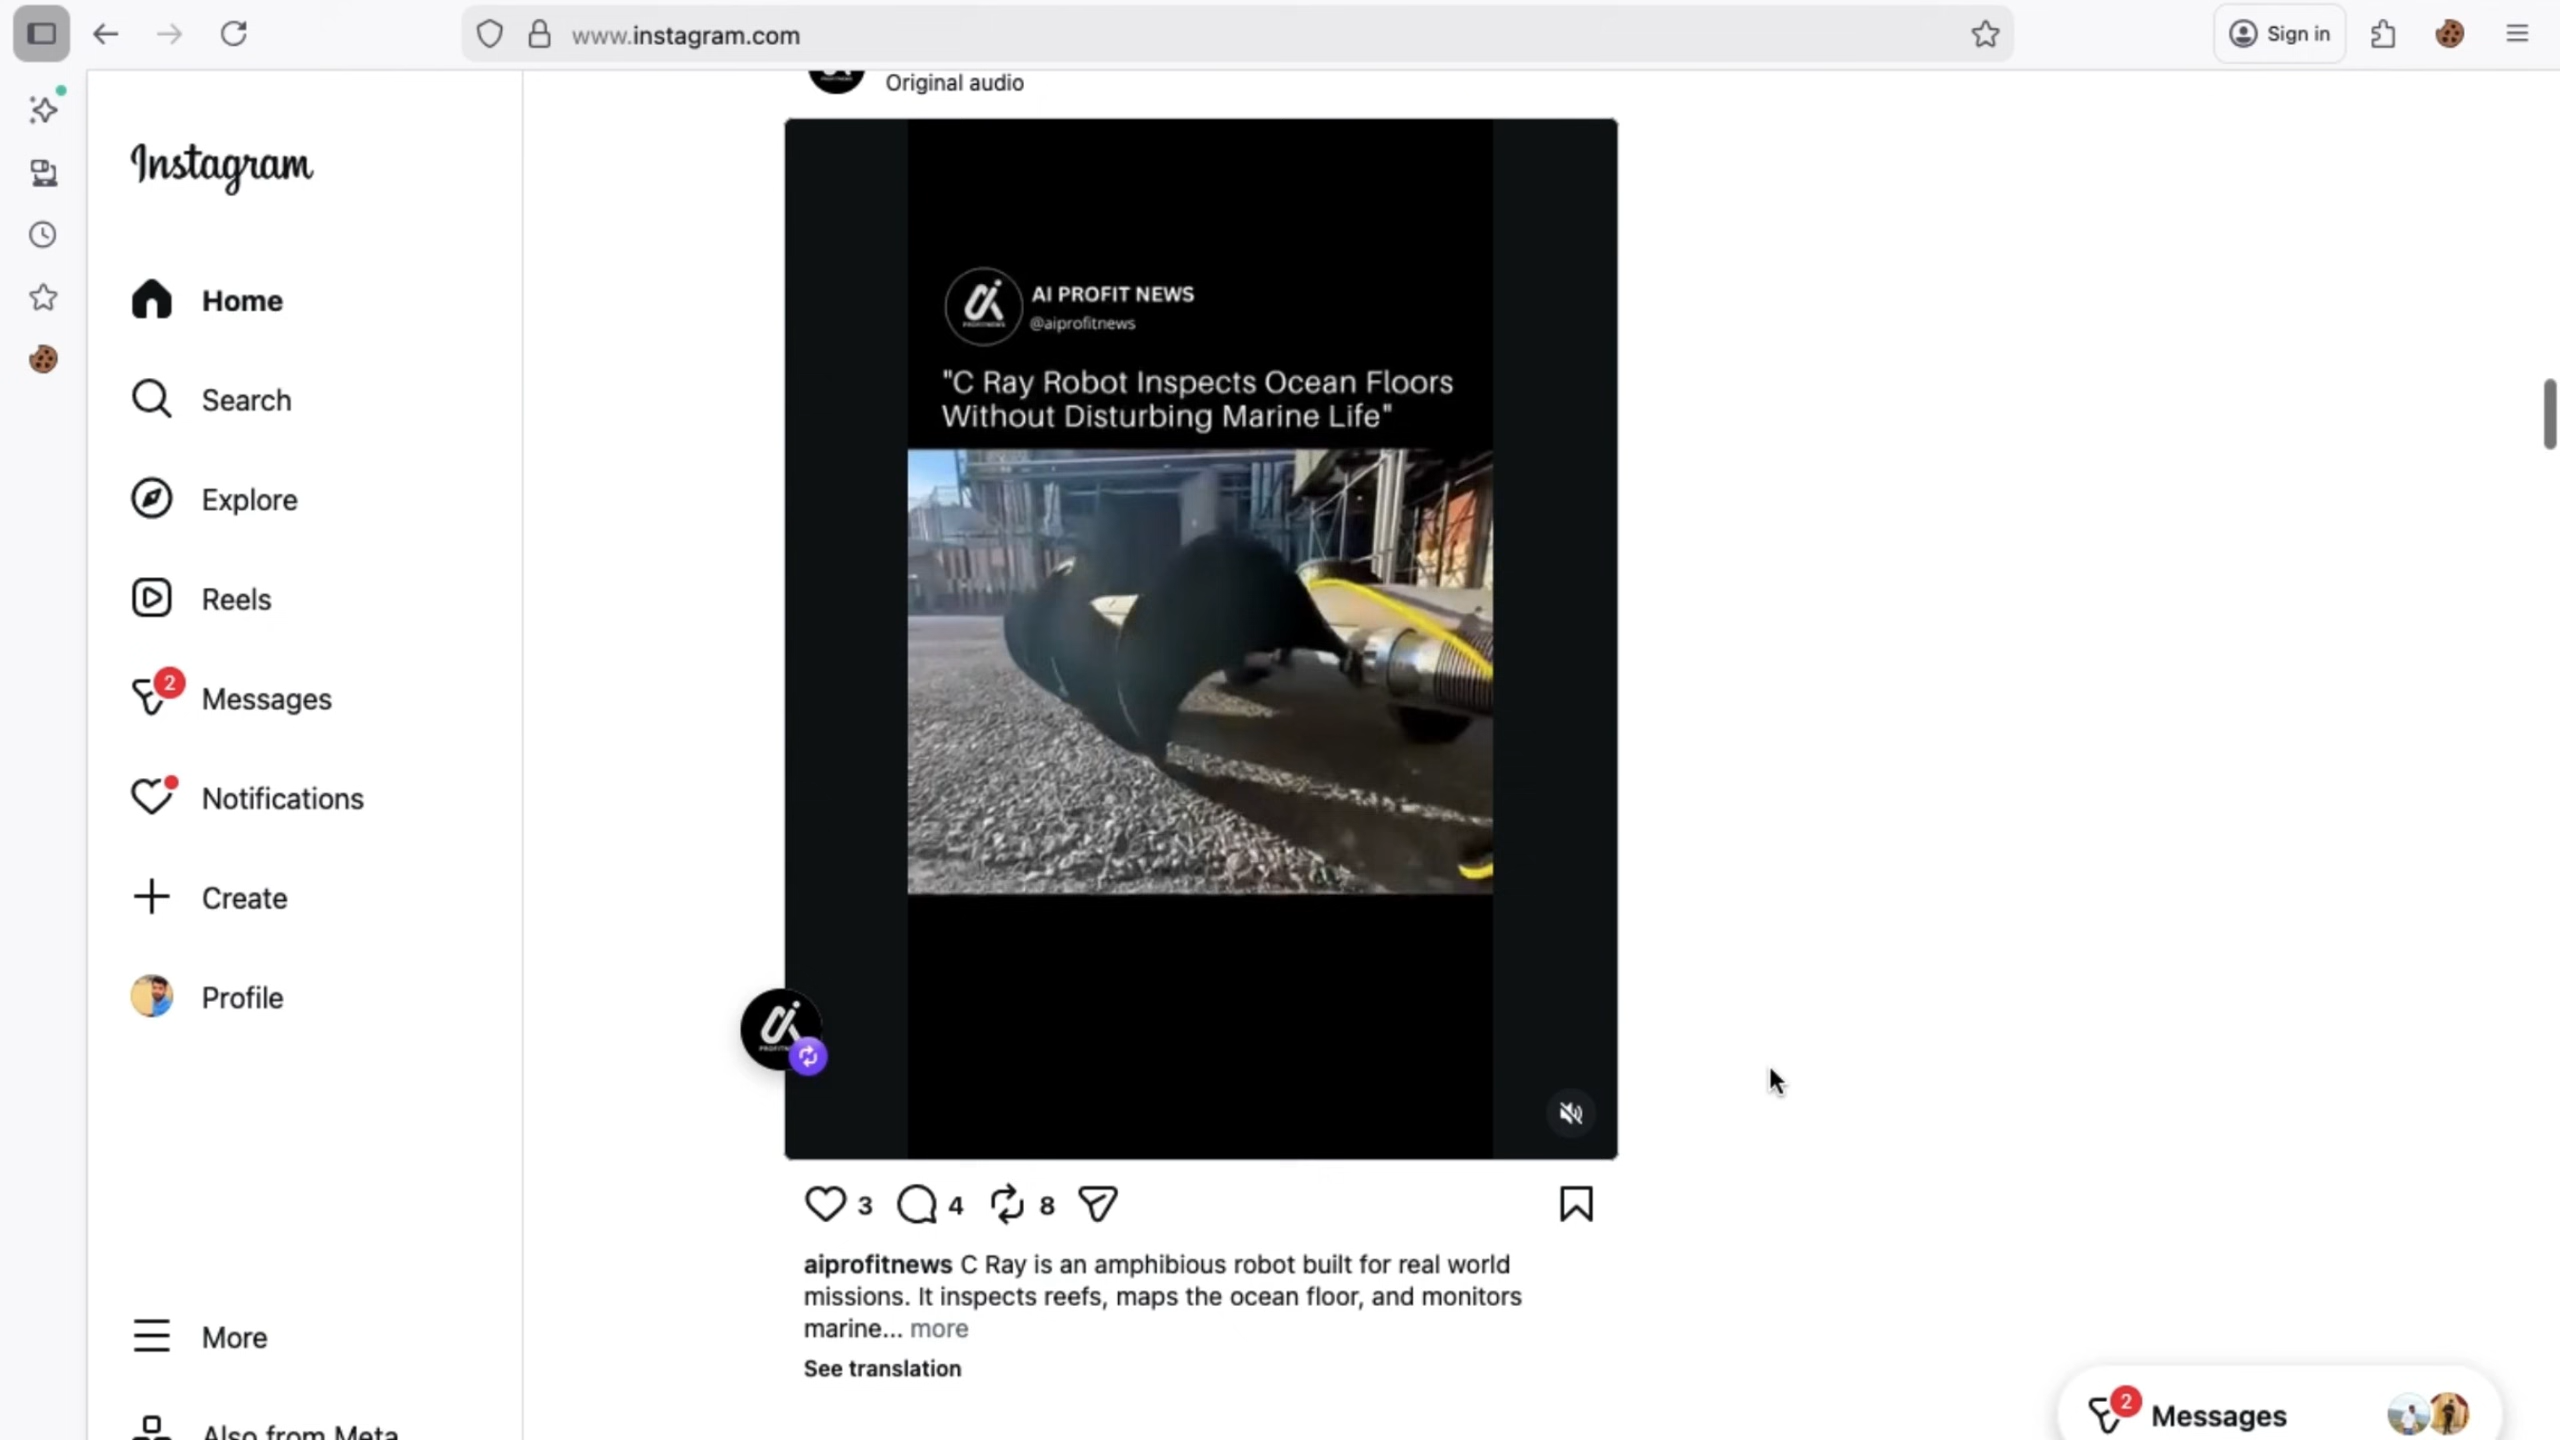 www.instagram.com
Sign in
Original audio
Instagram
Home
Search
Explore
Reels
2
Messages
Notifications
Create
Profile
More
Also from Meta
AI PROFIT NEWS
@aiprofitnews
"C Ray Robot Inspects Ocean Floors
Without Disturbing Marine Life"
3
4
8
aiprofitnews C Ray is an amphibious robot built for real world
missions. It inspects reefs, maps the ocean floor, and monitors
marine... more
See translation
2
Messages